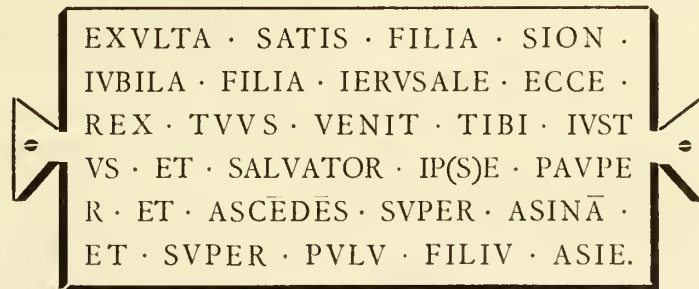 EXVLTA · SATIS · FILIA · SION ·
IVBILA · FILIA · IERVSALE · ECCE ·
REX · TVVS · VENIT · TIBI · IVST
VS · ET · SALVATOR · IP(S)E · PAVPE
R · ET · ASCĒDĒS · SVPER · ASINĀ ·
ET · SVPER · PVLV · FILIV · ASIE.